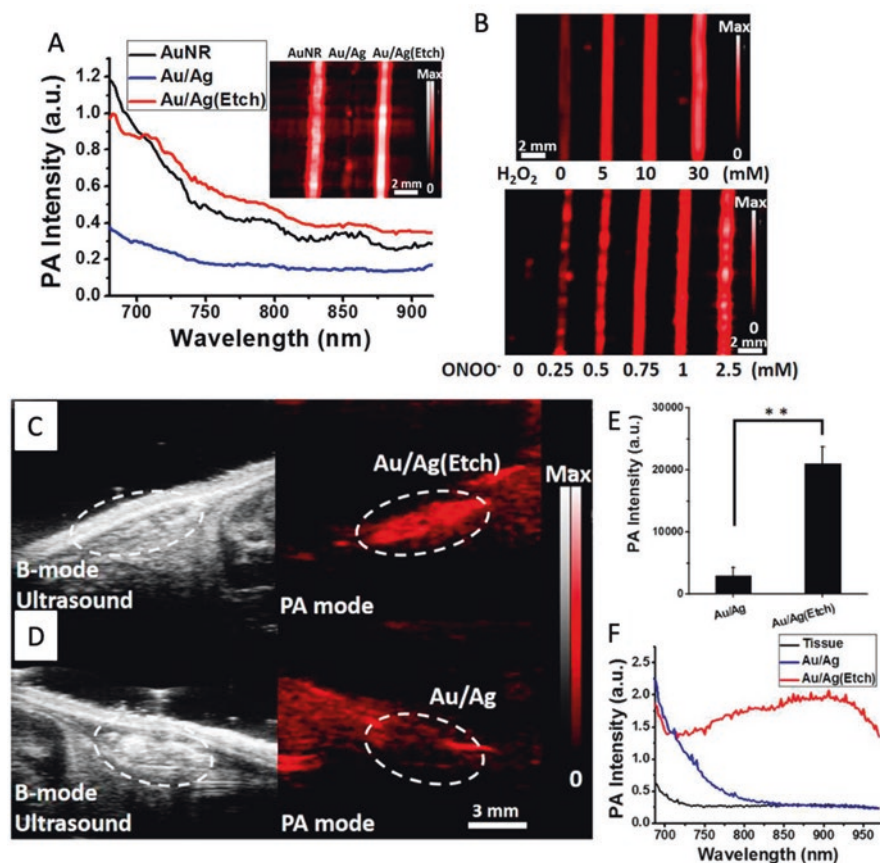 A
AuNR
Au/Ag
Au/Ag(Etch)
AuNR Au/Ag Au/Ag(Etch)
Max
0
2 mm
PA Intensity (a.u.)
1.2
1.0
0.8
0.6
0.4
0.2
0.0
700 750 800 850 900
Wavelength (nm)
B
Max
0
2 mm
H₂O₂ 0 5 10 30 (mM)
Max
0
2 mm
ONOO⁻ 0 0.25 0.5 0.75 1 2.5 (mM)
C
B-mode
Ultrasound
Au/Ag(Etch)
PA mode
D
B-mode
Ultrasound
Au/Ag
PA mode
3 mm
Max
0
E
PA Intensity (a.u.)
30000
20000
10000
0
**
Au/Ag
Au/Ag(Etch)
F
Tissue
Au/Ag
Au/Ag(Etch)
PA Intensity (a.u.)
2.5
2.0
1.5
1.0
0.5
0.0
700 750 800 850 900 950
Wavelength (nm)